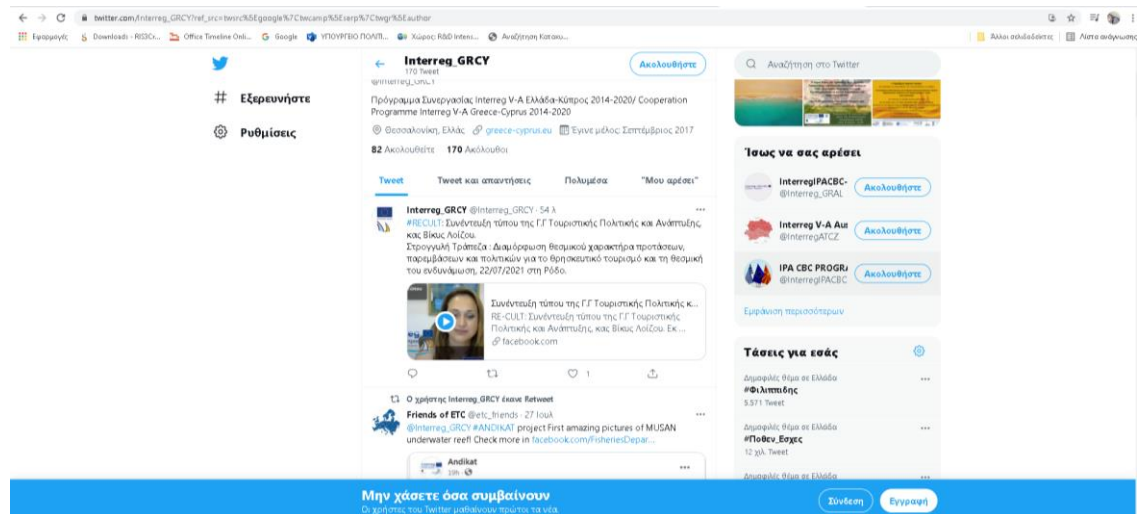 twitter.com/Interreg_GRCY?ref_src=twsrc%5Egoogle%7Ctwcamp%5Eserp%7Ctwgr%5Eauthor
Εφαρμογές Downloads - RIS3Cr... Office Timeline Onli... Google ΥΠΟΥΡΓΕΙΟ ΠΟΛΙΤΙ... Χώρος R&D Intens... Αναζήτηση Καταχω... Άλλοι σελιδοδείκτες Λίστα ανάγνωσης
Interreg_GRCY
170 Tweet
Ακολουθήστε
Αναζήτηση στο Twitter
Εξερευνήστε
Ρυθμίσεις
@Interreg_GRCY
Πρόγραμμα Συνεργασίας Interreg V-A Ελλάδα-Κύπρος 2014-2020/ Cooperation
Programme Interreg V-A Greece-Cyprus 2014-2020
Θεσσαλονίκη, Ελλάς greece-cyprus.eu Έγινε μέλος: Σεπτέμβριος 2017
82 Ακολουθείτε 170 Ακόλουθοι
Tweet Tweet και απαντήσεις Πολυμέσα "Μου αρέσει"
Interreg_GRCY @Interreg_GRCY · 54 λ
#RECULT: Συνέντευξη τύπου της Γ.Γ Τουριστικής Πολιτικής και Ανάπτυξης,
κας Βίκυς Λοΐζου.
Στρογγυλή Τράπεζα : Διαμόρφωση θεσμικού χαρακτήρα προτάσεων,
παρεμβάσεων και πολιτικών για το θρησκευτικό τουρισμό και τη θεσμική
του ενδυνάμωση, 22/07/2021 στη Ρόδο.
Συνέντευξη τύπου της Γ.Γ Τουριστικής Πολιτικής κ...
RE-CULT: Συνέντευξη τύπου της Γ.Γ Τουριστικής
Πολιτικής και Ανάπτυξης, κας Βίκυς Λοΐζου. Εκ ...
facebook.com
1
Ο χρήστης Interreg_GRCY έκανε Retweet
Friends of ETC @etc_friends · 27 Ιουλ
@Interreg_GRCY #ANDIKAT project First amazing pictures of MUSAN
underwater reef! Check more in facebook.com/FisheriesDepar...
Andikat
19h
Ίσως να σας αρέσει
InterregIPACBC-
@Interreg_GRAL
Ακολουθήστε
Interreg V-A Aus
@InterregATCZ
Ακολουθήστε
IPA CBC PROGRA
@InterregIPACBC
Ακολουθήστε
Εμφάνιση περισσότερων
Τάσεις για εσάς
Δημοφιλές θέμα σε Ελλάδα
#Φιλιππιδης
5.571 Tweet
Δημοφιλές θέμα σε Ελλάδα
#Ποθεν_Εσχες
12 χιλ. Tweet
Δημοφιλές θέμα σε Ελλάδα
Μην χάσετε όσα συμβαίνουν
Οι χρήστες του Twitter μαθαίνουν πρώτοι τα νέα.
Σύνδεση
Εγγραφή